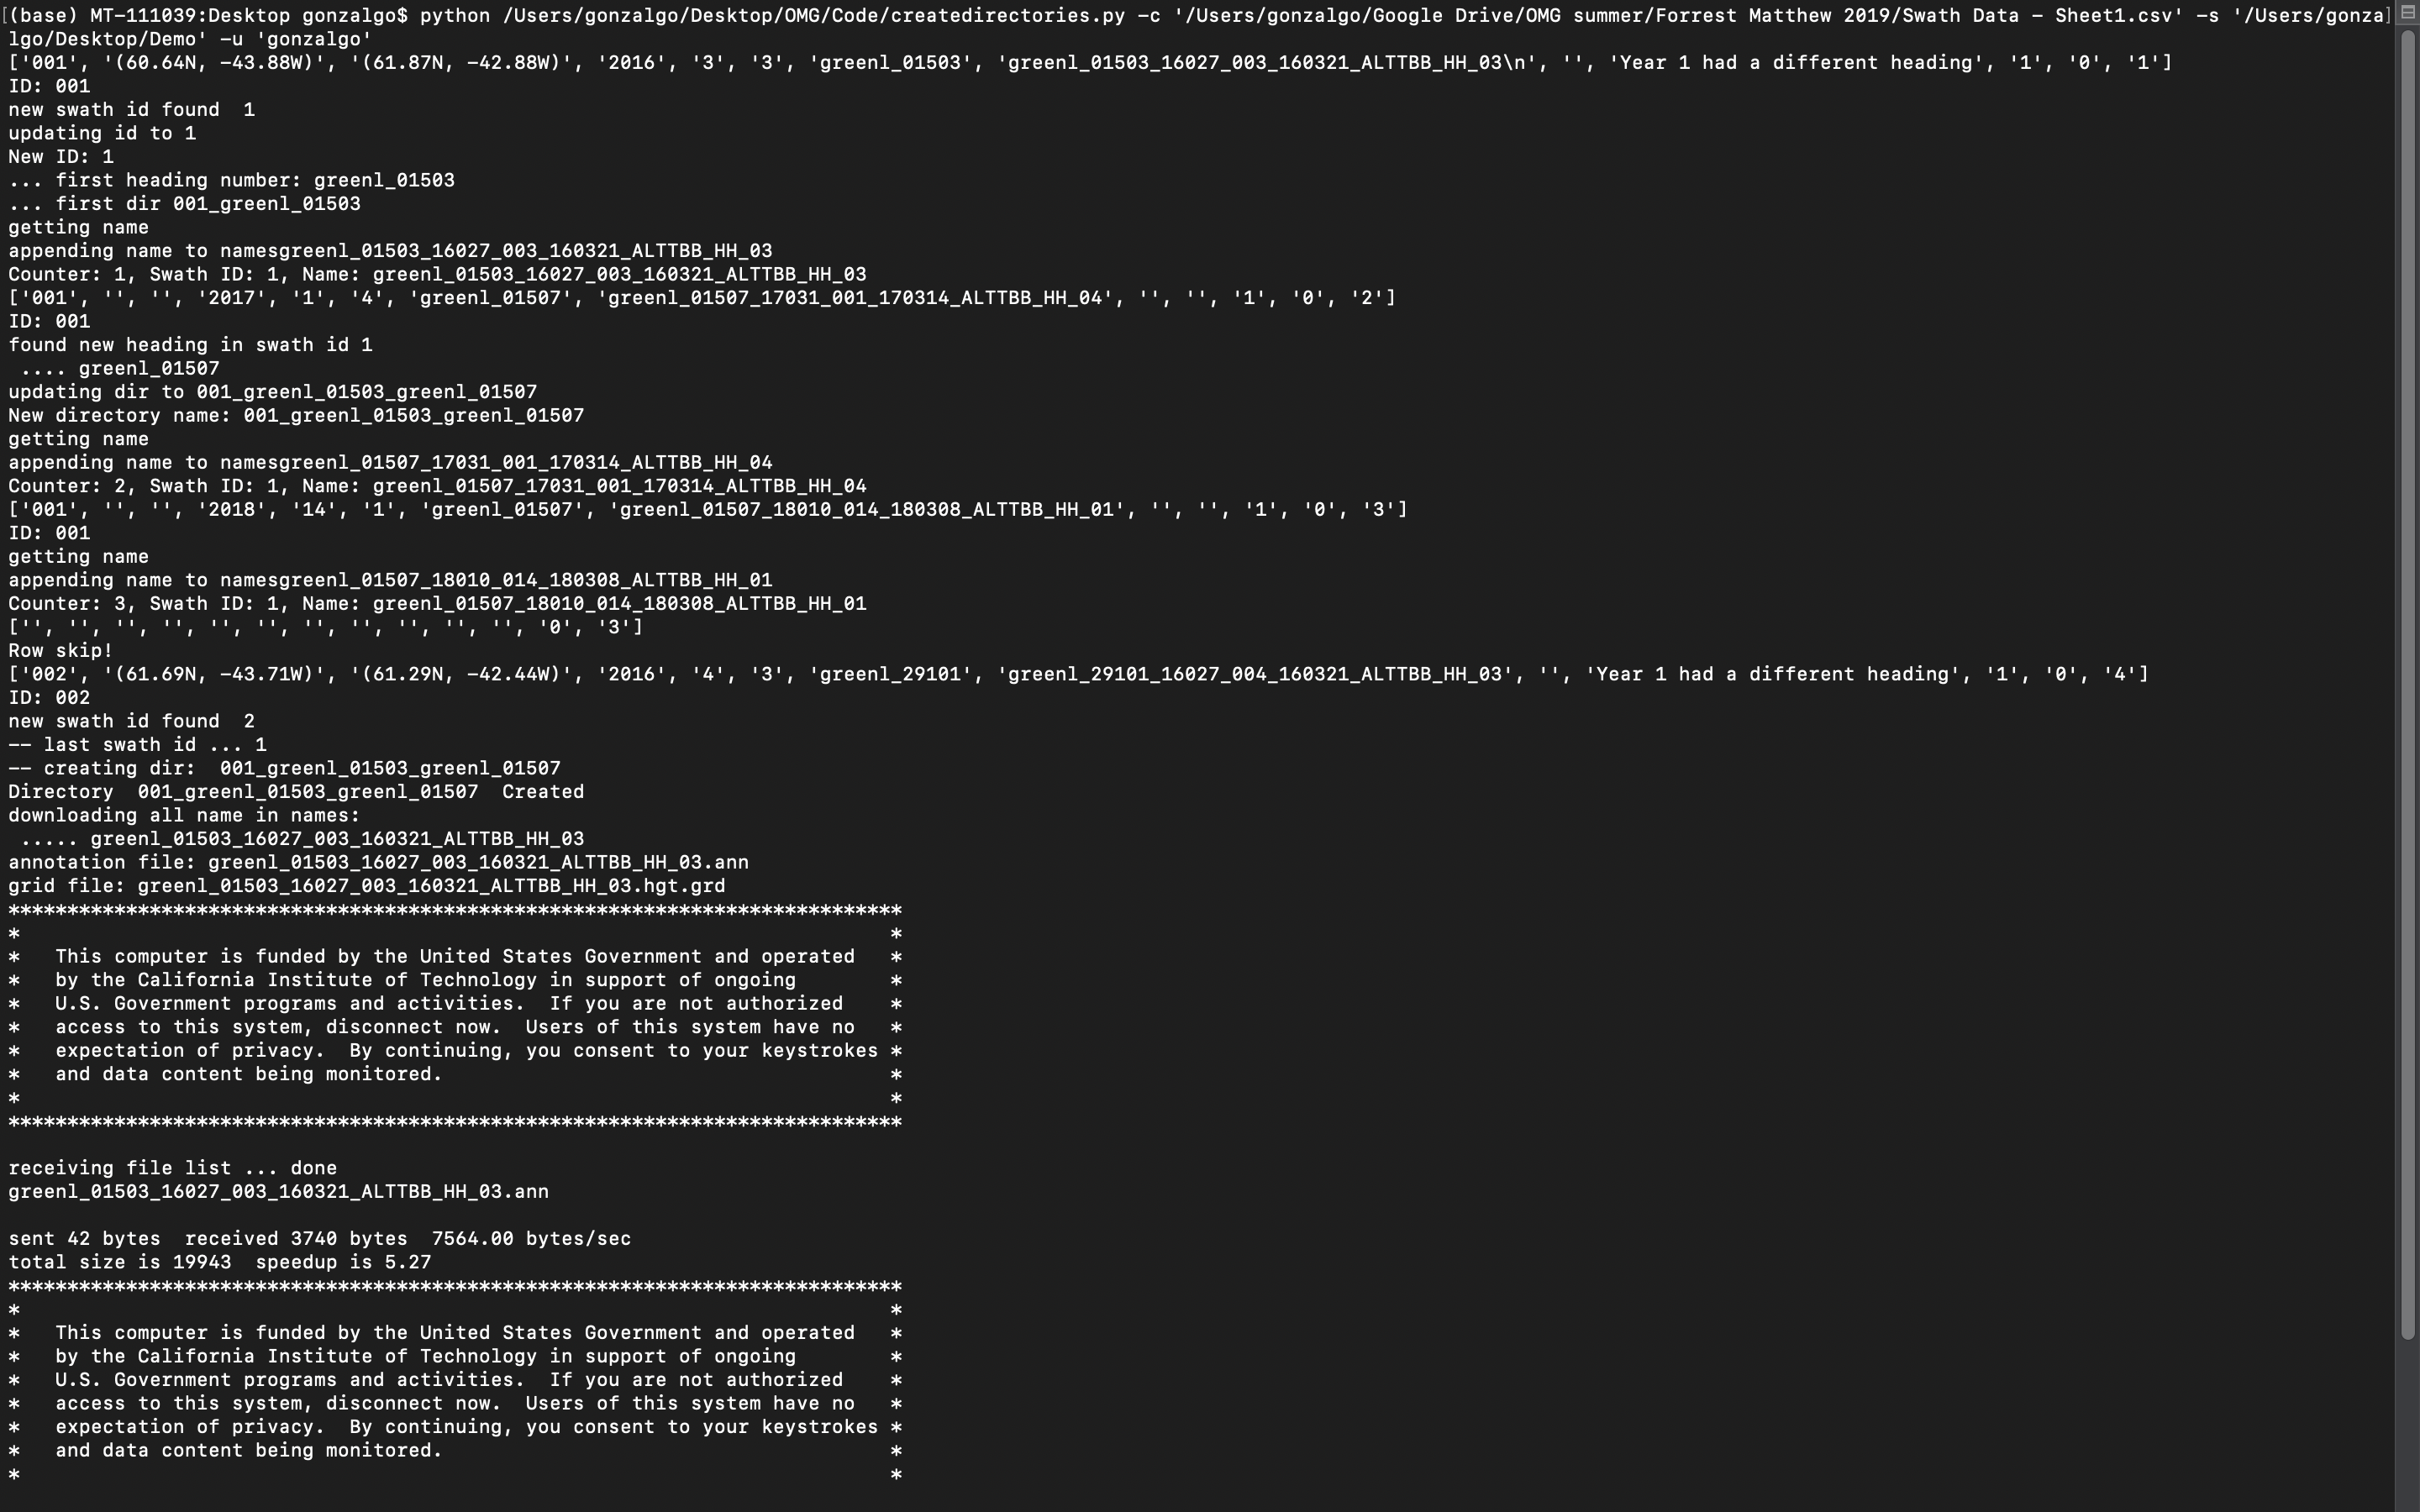 [(base) MT-111039:Desktop gonzalgo$ python /Users/gonzalgo/Desktop/OMG/Code/createdirectories.py -c '/Users/gonzalgo/Google Drive/OMG summer/Forrest Matthew 2019/Swath Data - Sheet1.csv' -s '/Users/gonza]
lgo/Desktop/Demo' -u 'gonzalgo'
['001', '(60.64N, -43.88W)', '(61.87N, -42.88W)', '2016', '3', '3', 'greenl_01503', 'greenl_01503_16027_003_160321_ALTTBB_HH_03\n', '', 'Year 1 had a different heading', '1', '0', '1']
ID: 001
new swath id found  1
updating id to 1
New ID: 1
... first heading number: greenl_01503
... first dir 001_greenl_01503
getting name
appending name to namesgreenl_01503_16027_003_160321_ALTTBB_HH_03
Counter: 1, Swath ID: 1, Name: greenl_01503_16027_003_160321_ALTTBB_HH_03
['001', '', '', '2017', '1', '4', 'greenl_01507', 'greenl_01507_17031_001_170314_ALTTBB_HH_04', '', '', '1', '0', '2']
ID: 001
found new heading in swath id 1
 .... greenl_01507
updating dir to 001_greenl_01503_greenl_01507
New directory name: 001_greenl_01503_greenl_01507
getting name
appending name to namesgreenl_01507_17031_001_170314_ALTTBB_HH_04
Counter: 2, Swath ID: 1, Name: greenl_01507_17031_001_170314_ALTTBB_HH_04
['001', '', '', '2018', '14', '1', 'greenl_01507', 'greenl_01507_18010_014_180308_ALTTBB_HH_01', '', '', '1', '0', '3']
ID: 001
getting name
appending name to namesgreenl_01507_18010_014_180308_ALTTBB_HH_01
Counter: 3, Swath ID: 1, Name: greenl_01507_18010_014_180308_ALTTBB_HH_01
['', '', '', '', '', '', '', '', '', '', '', '0', '3']
Row skip!
['002', '(61.69N, -43.71W)', '(61.29N, -42.44W)', '2016', '4', '3', 'greenl_29101', 'greenl_29101_16027_004_160321_ALTTBB_HH_03', '', 'Year 1 had a different heading', '1', '0', '4']
ID: 002
new swath id found  2
-- last swath id ... 1
-- creating dir:  001_greenl_01503_greenl_01507
Directory  001_greenl_01503_greenl_01507  Created
downloading all name in names:
 ..... greenl_01503_16027_003_160321_ALTTBB_HH_03
annotation file: greenl_01503_16027_003_160321_ALTTBB_HH_03.ann
grid file: greenl_01503_16027_003_160321_ALTTBB_HH_03.hgt.grd
****************************************************************************
*                                                                          *
*   This computer is funded by the United States Government and operated   *
*   by the California Institute of Technology in support of ongoing        *
*   U.S. Government programs and activities.  If you are not authorized    *
*   access to this system, disconnect now.  Users of this system have no   *
*   expectation of privacy.  By continuing, you consent to your keystrokes *
*   and data content being monitored.                                      *
*                                                                          *
****************************************************************************
receiving file list ... done
greenl_01503_16027_003_160321_ALTTBB_HH_03.ann
sent 42 bytes  received 3740 bytes  7564.00 bytes/sec
total size is 19943  speedup is 5.27
****************************************************************************
*                                                                          *
*   This computer is funded by the United States Government and operated   *
*   by the California Institute of Technology in support of ongoing        *
*   U.S. Government programs and activities.  If you are not authorized    *
*   access to this system, disconnect now.  Users of this system have no   *
*   expectation of privacy.  By continuing, you consent to your keystrokes *
*   and data content being monitored.                                      *
*                                                                          *